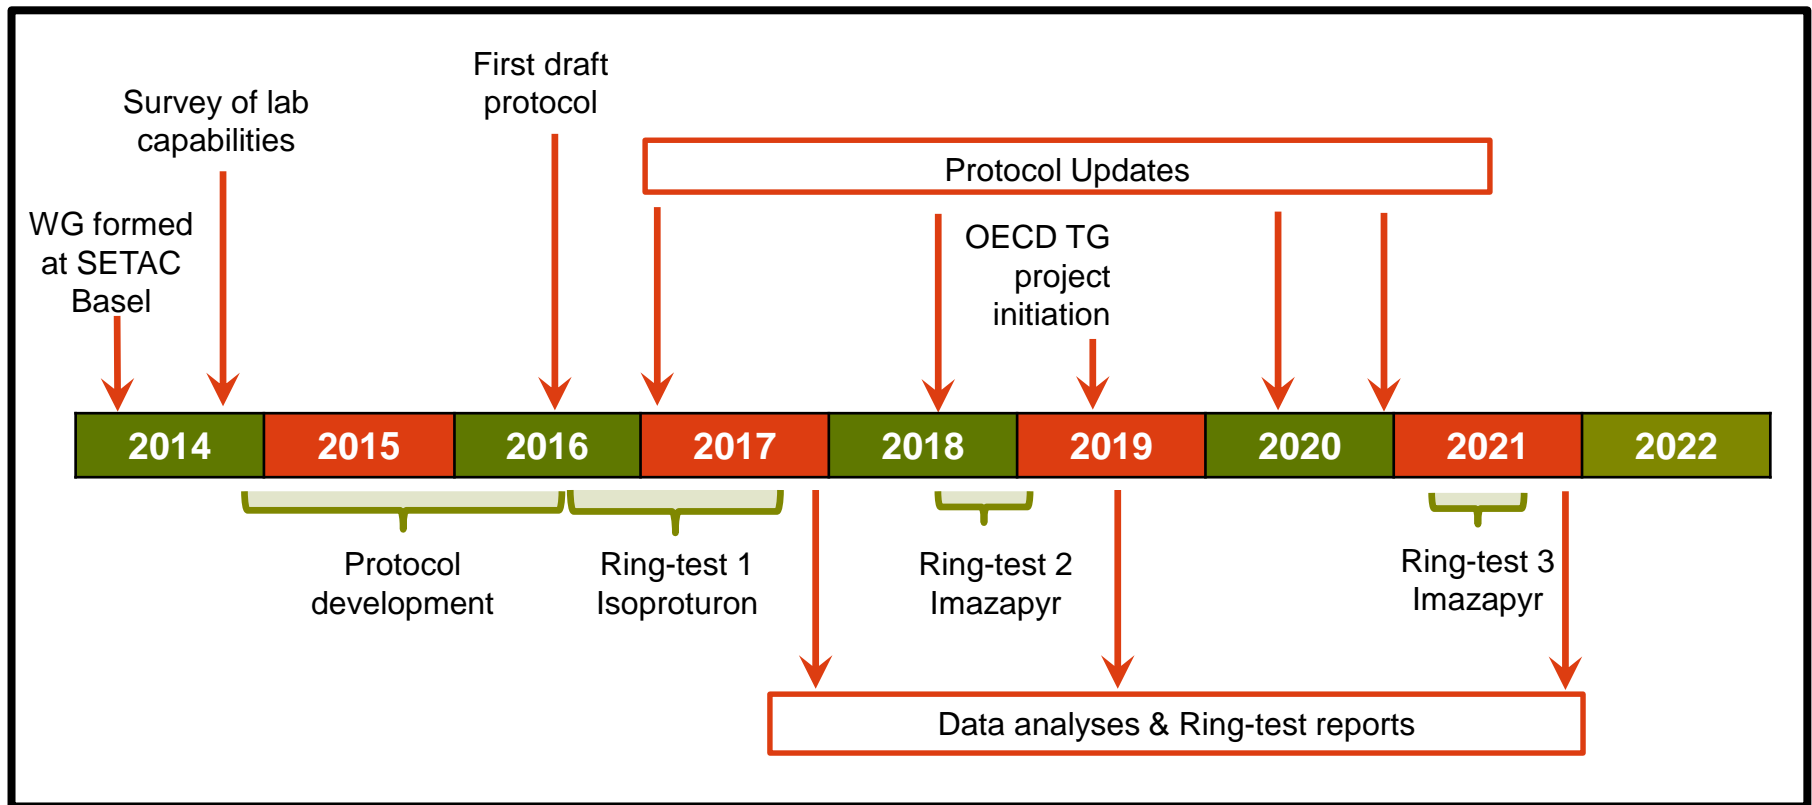 First draft
protocol
Survey of lab
capabilities
Protocol Updates
WG formed
at SETAC
Basel
OECD TG
project
initiation
2014 2015 2016 2017 2018 2019 2020 2021 2022
Protocol
development
Ring-test 1
Isoproturon
Ring-test 2
Imazapyr
Ring-test 3
Imazapyr
Data analyses & Ring-test reports